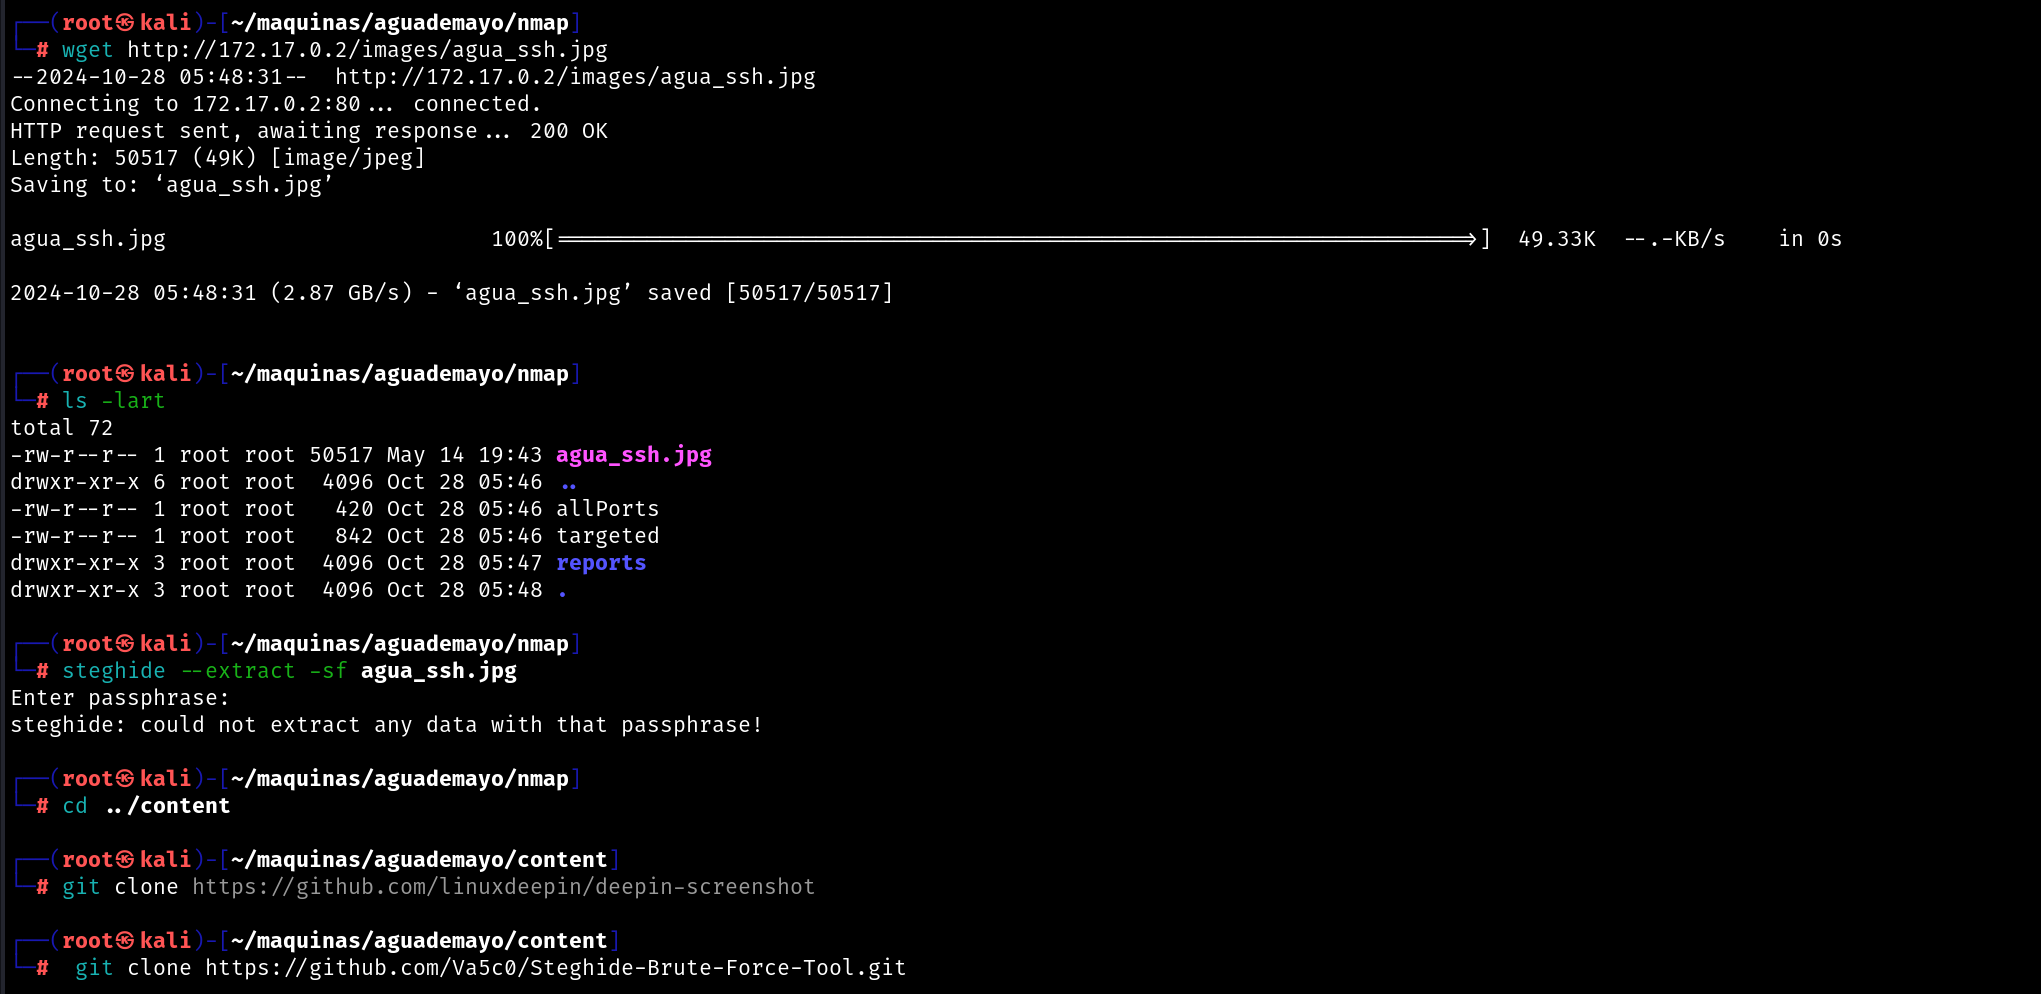 ┌──(root㉿kali)-[~/maquinas/aguademayo/nmap]
└─# wget http://172.17.0.2/images/agua_ssh.jpg
--2024-10-28 05:48:31--  http://172.17.0.2/images/agua_ssh.jpg
Connecting to 172.17.0.2:80... connected.
HTTP request sent, awaiting response... 200 OK
Length: 50517 (49K) [image/jpeg]
Saving to: ‘agua_ssh.jpg’
agua_ssh.jpg                         100%[======================================================================>]  49.33K  --.-KB/s    in 0s
2024-10-28 05:48:31 (2.87 GB/s) - ‘agua_ssh.jpg’ saved [50517/50517]
┌──(root㉿kali)-[~/maquinas/aguademayo/nmap]
└─# ls -lart
total 72
-rw-r--r-- 1 root root 50517 May 14 19:43 agua_ssh.jpg
drwxr-xr-x 6 root root  4096 Oct 28 05:46 ..
-rw-r--r-- 1 root root   420 Oct 28 05:46 allPorts
-rw-r--r-- 1 root root   842 Oct 28 05:46 targeted
drwxr-xr-x 3 root root  4096 Oct 28 05:47 reports
drwxr-xr-x 3 root root  4096 Oct 28 05:48 .
┌──(root㉿kali)-[~/maquinas/aguademayo/nmap]
└─# steghide --extract -sf agua_ssh.jpg
Enter passphrase:
steghide: could not extract any data with that passphrase!
┌──(root㉿kali)-[~/maquinas/aguademayo/nmap]
└─# cd ../content
┌──(root㉿kali)-[~/maquinas/aguademayo/content]
└─# git clone https://github.com/linuxdeepin/deepin-screenshot
┌──(root㉿kali)-[~/maquinas/aguademayo/content]
└─#  git clone https://github.com/Va5c0/Steghide-Brute-Force-Tool.git